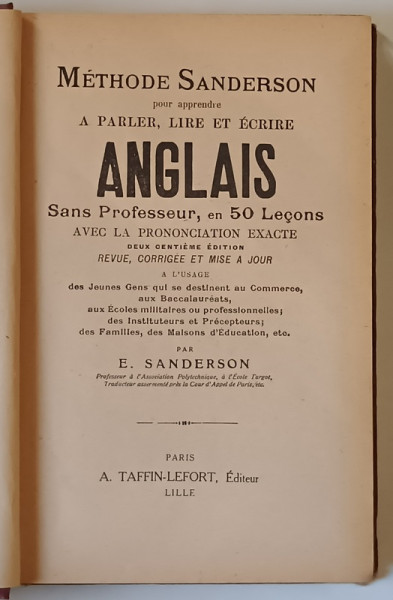 MÉTHODE SANDERSON
pour apprendre
A PARLER, LIRE ET ÉCRIRE
ANGLAIS
Sans Professeur, en 50 Leçons
AVEC LA PRONONCIATION EXACTE
DEUX CENTIÈME ÉDITION
REVUE, CORRIGÉE ET MISE A JOUR
A L'USAGE
des Jeunes Gens qui se destinent au Commerce,
aux Baccalauréats,
aux Écoles militaires ou professionnelles;
des Instituteurs et Précepteurs;
des Familles, des Maisons d'Éducation, etc.
PAR
E. SANDERSON
Professeur à l'Association Polytechnique, à l'École Turgot,
Traducteur assermenté près la Cour d'Appel de Paris, etc.
PARIS
A. TAFFIN-LEFORT, Éditeur
LILLE